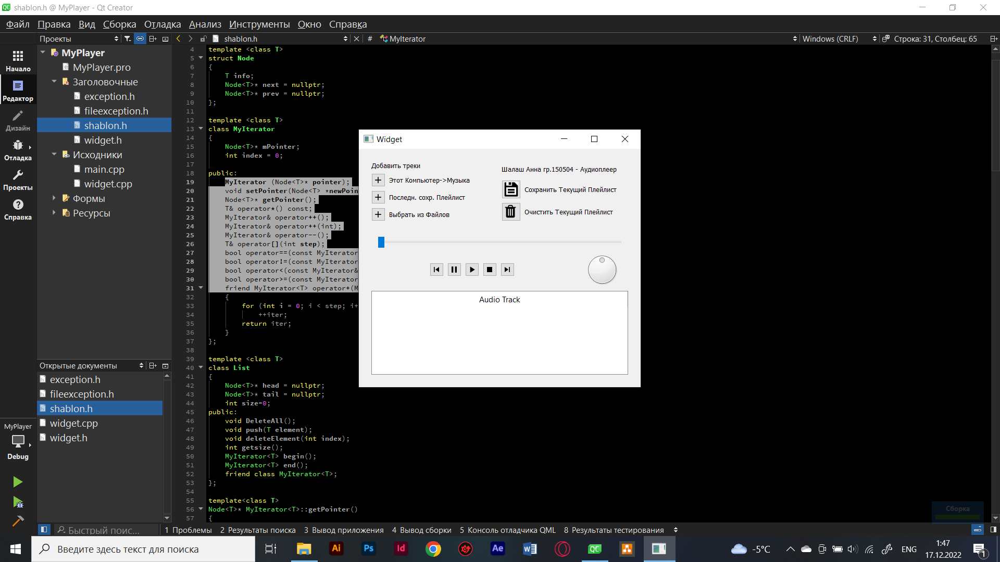 shablon.h @ MyPlayer - Qt Creator
Файл Правка Вид Сборка Отладка Анализ Инструменты Окно Справка
Проекты
shablon.h
# MyIterator
Windows (CRLF)
Строка: 31, Столбец: 65
Начало
Редактор
Дизайн
Отладка
Проекты
Справка
MyPlayer
Debug
MyPlayer
MyPlayer.pro
Заголовочные
exception.h
fileexception.h
shablon.h
widget.h
Исходники
main.cpp
widget.cpp
Формы
Ресурсы
Открытые документы
exception.h
fileexception.h
shablon.h
widget.cpp
widget.h
4 template <class T>
5 struct Node
6 {
7 T info;
8 Node<T>* next = nullptr;
9 Node<T>* prev = nullptr;
10 };
11
12 template <class T>
13 class MyIterator
14 {
15 Node<T>* mPointer;
16 int index = 0;
17
18 public:
19 MyIterator (Node<T>* pointer);
20 void setPointer(Node<T> *newPoin
21 Node<T>* getPointer();
22 T& operator*() const;
23 MyIterator& operator++();
24 MyIterator& operator++(int);
25 MyIterator& operator--();
26 T& operator[](int step);
27 bool operator==(const MyIterator
28 bool operator!=(const MyIterator
29 bool operator<(const MyIterator&
30 bool operator>=(const MyIterator
31 friend MyIterator<T> operator+(M
32 {
33 for (int i = 0; i < step; i+
34 ++iter;
35 return iter;
36 }
37 };
38
39 template <class T>
40 class List
41 {
42 Node<T>* head = nullptr;
43 Node<T>* tail = nullptr;
44 int size=0;
45 public:
46 void DeleteAll();
47 void push(T element);
48 void deleteElement(int index);
49 int getsize();
50 MyIterator<T> begin();
51 MyIterator<T> end();
52 friend class MyIterator<T>;
53 };
54
55 template<class T>
56 Node<T>* MyIterator<T>::getPointer()
57 {
Widget
Добавить треки
Этот Компьютер->Музыка
Последн. сохр. Плейлист
Выбрать из Файлов
Шалаш Анна гр.150504 - Аудиоплеер
Сохранить Текущий Плейлист
Очистить Текущий Плейлист
Audio Track
Сборка
Быстрый поис...
1 Проблемы 2 Результаты поиска 3 Вывод приложения 4 Вывод сборки 5 Консоль отладчика QML 8 Результаты тестирования
Введите здесь текст для поиска
Ai
Ps
Id
Ae
W
QC
-5°C
ENG
1:47
17.12.2022
1